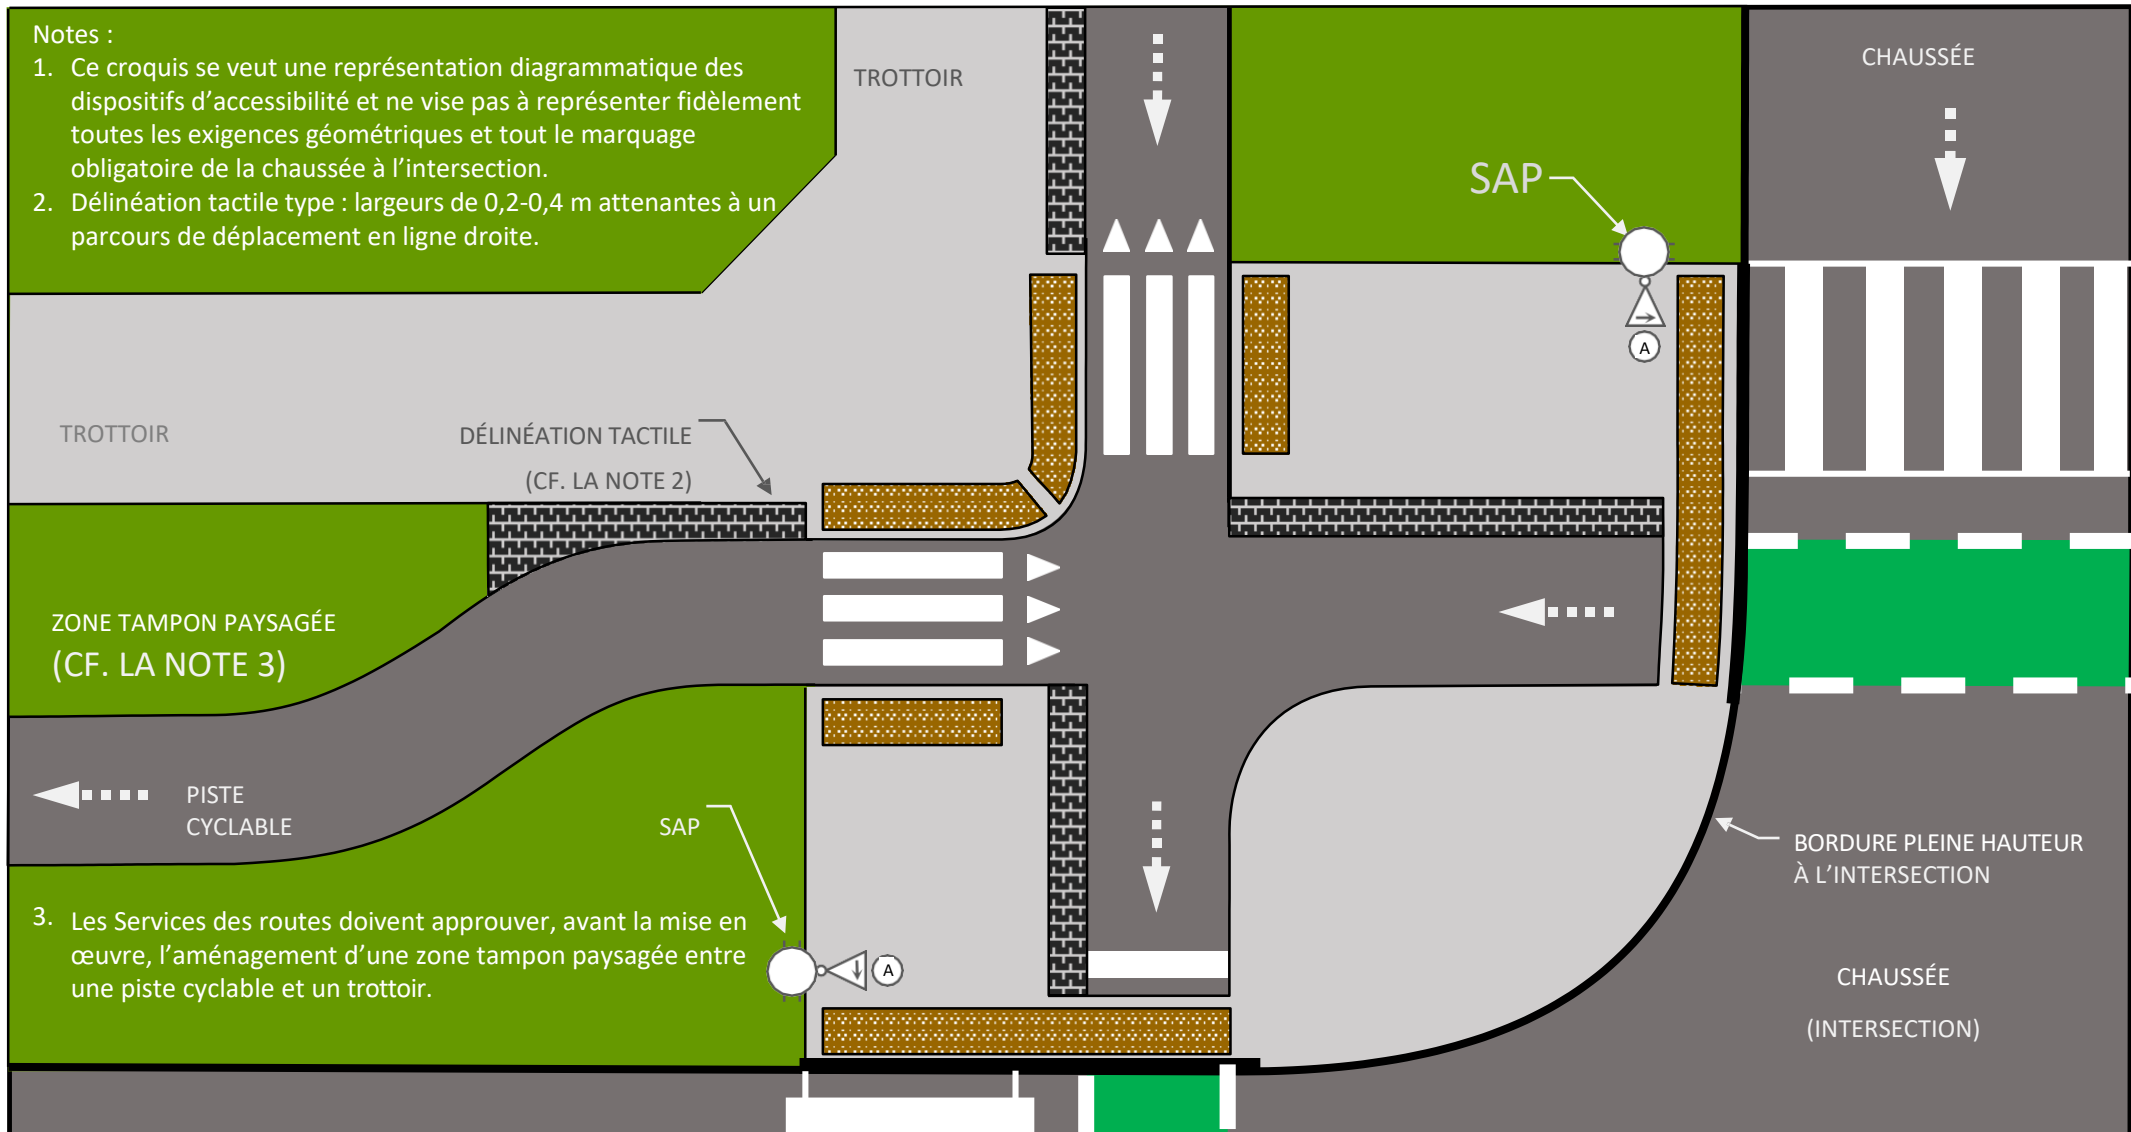 Notes :
1. Ce croquis se veut une représentation diagrammatique des
dispositifs d’accessibilité et ne vise pas à représenter fidèlement
toutes les exigences géométriques et tout le marquage
obligatoire de la chaussée à l’intersection.
2. Délinéation tactile type : largeurs de 0,2-0,4 m attenantes à un
parcours de déplacement en ligne droite.
TROTTOIR
CHAUSSÉE
SAP
A
TROTTOIR
DÉLINÉATION TACTILE
(CF. LA NOTE 2)
ZONE TAMPON PAYSAGÉE
(CF. LA NOTE 3)
PISTE
CYCLABLE
SAP
BORDURE PLEINE HAUTEUR
À L’INTERSECTION
3. Les Services des routes doivent approuver, avant la mise en
œuvre, l’aménagement d’une zone tampon paysagée entre
une piste cyclable et un trottoir.
A
CHAUSSÉE
(INTERSECTION)